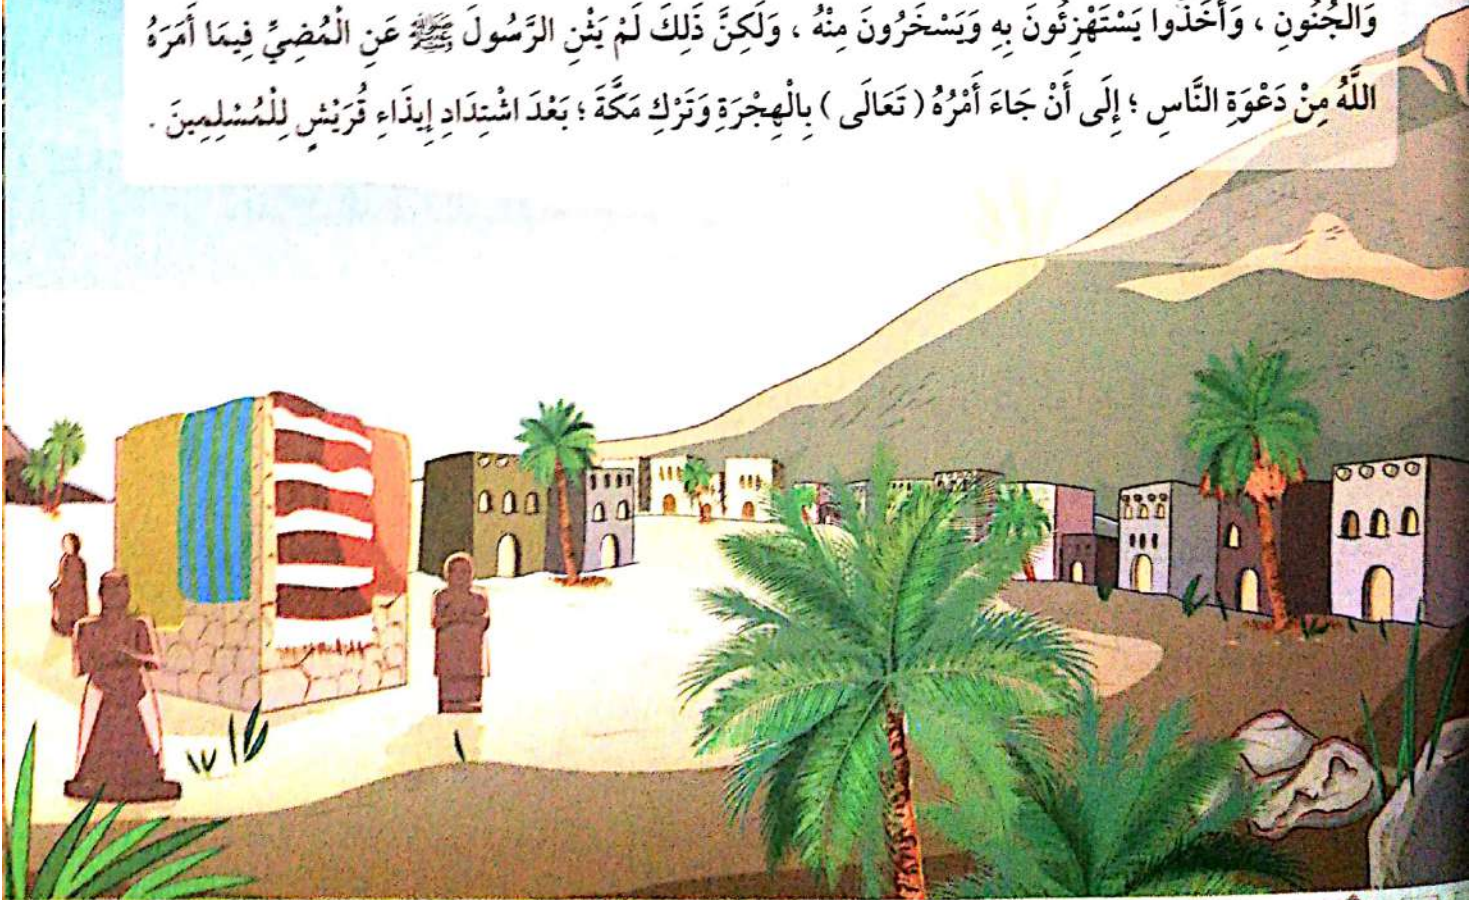 وَالْجُنُونِ ، وَأَخَذُوا يَسْتَهْزِئُونَ بِهِ وَيَسْخَرُونَ مِنْهُ ، وَلَكِنَّ ذَلِكَ لَمْ يَثْنِ الرَّسُولَ ﷺ عَنِ الْمُضِيِّ فِيمَا أَمَرَهُ
اللَّهُ مِنْ دَعْوَةِ النَّاسِ ؛ إِلَى أَنْ جَاءَ أَمْرُهُ ( تَعَالَى ) بِالْهِجْرَةِ وَتَرْكِ مَكَّةَ ؛ بَعْدَ اشْتِدَادِ إِيذَاءِ قُرَيْشٍ لِلْمُسْلِمِينَ .